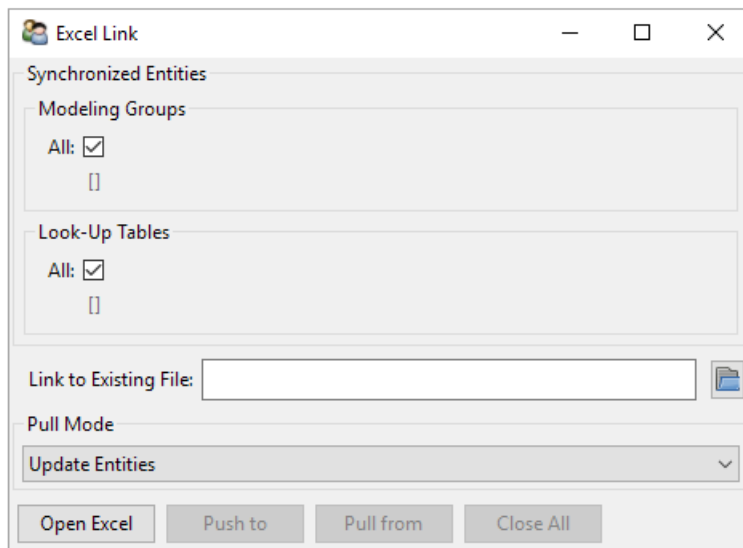 Excel Link
Synchronized Entities
Modeling Groups
All:
[]
Look-Up Tables
All:
[]
Link to Existing File:
Pull Mode
Update Entities
Open Excel Push to Pull from Close All